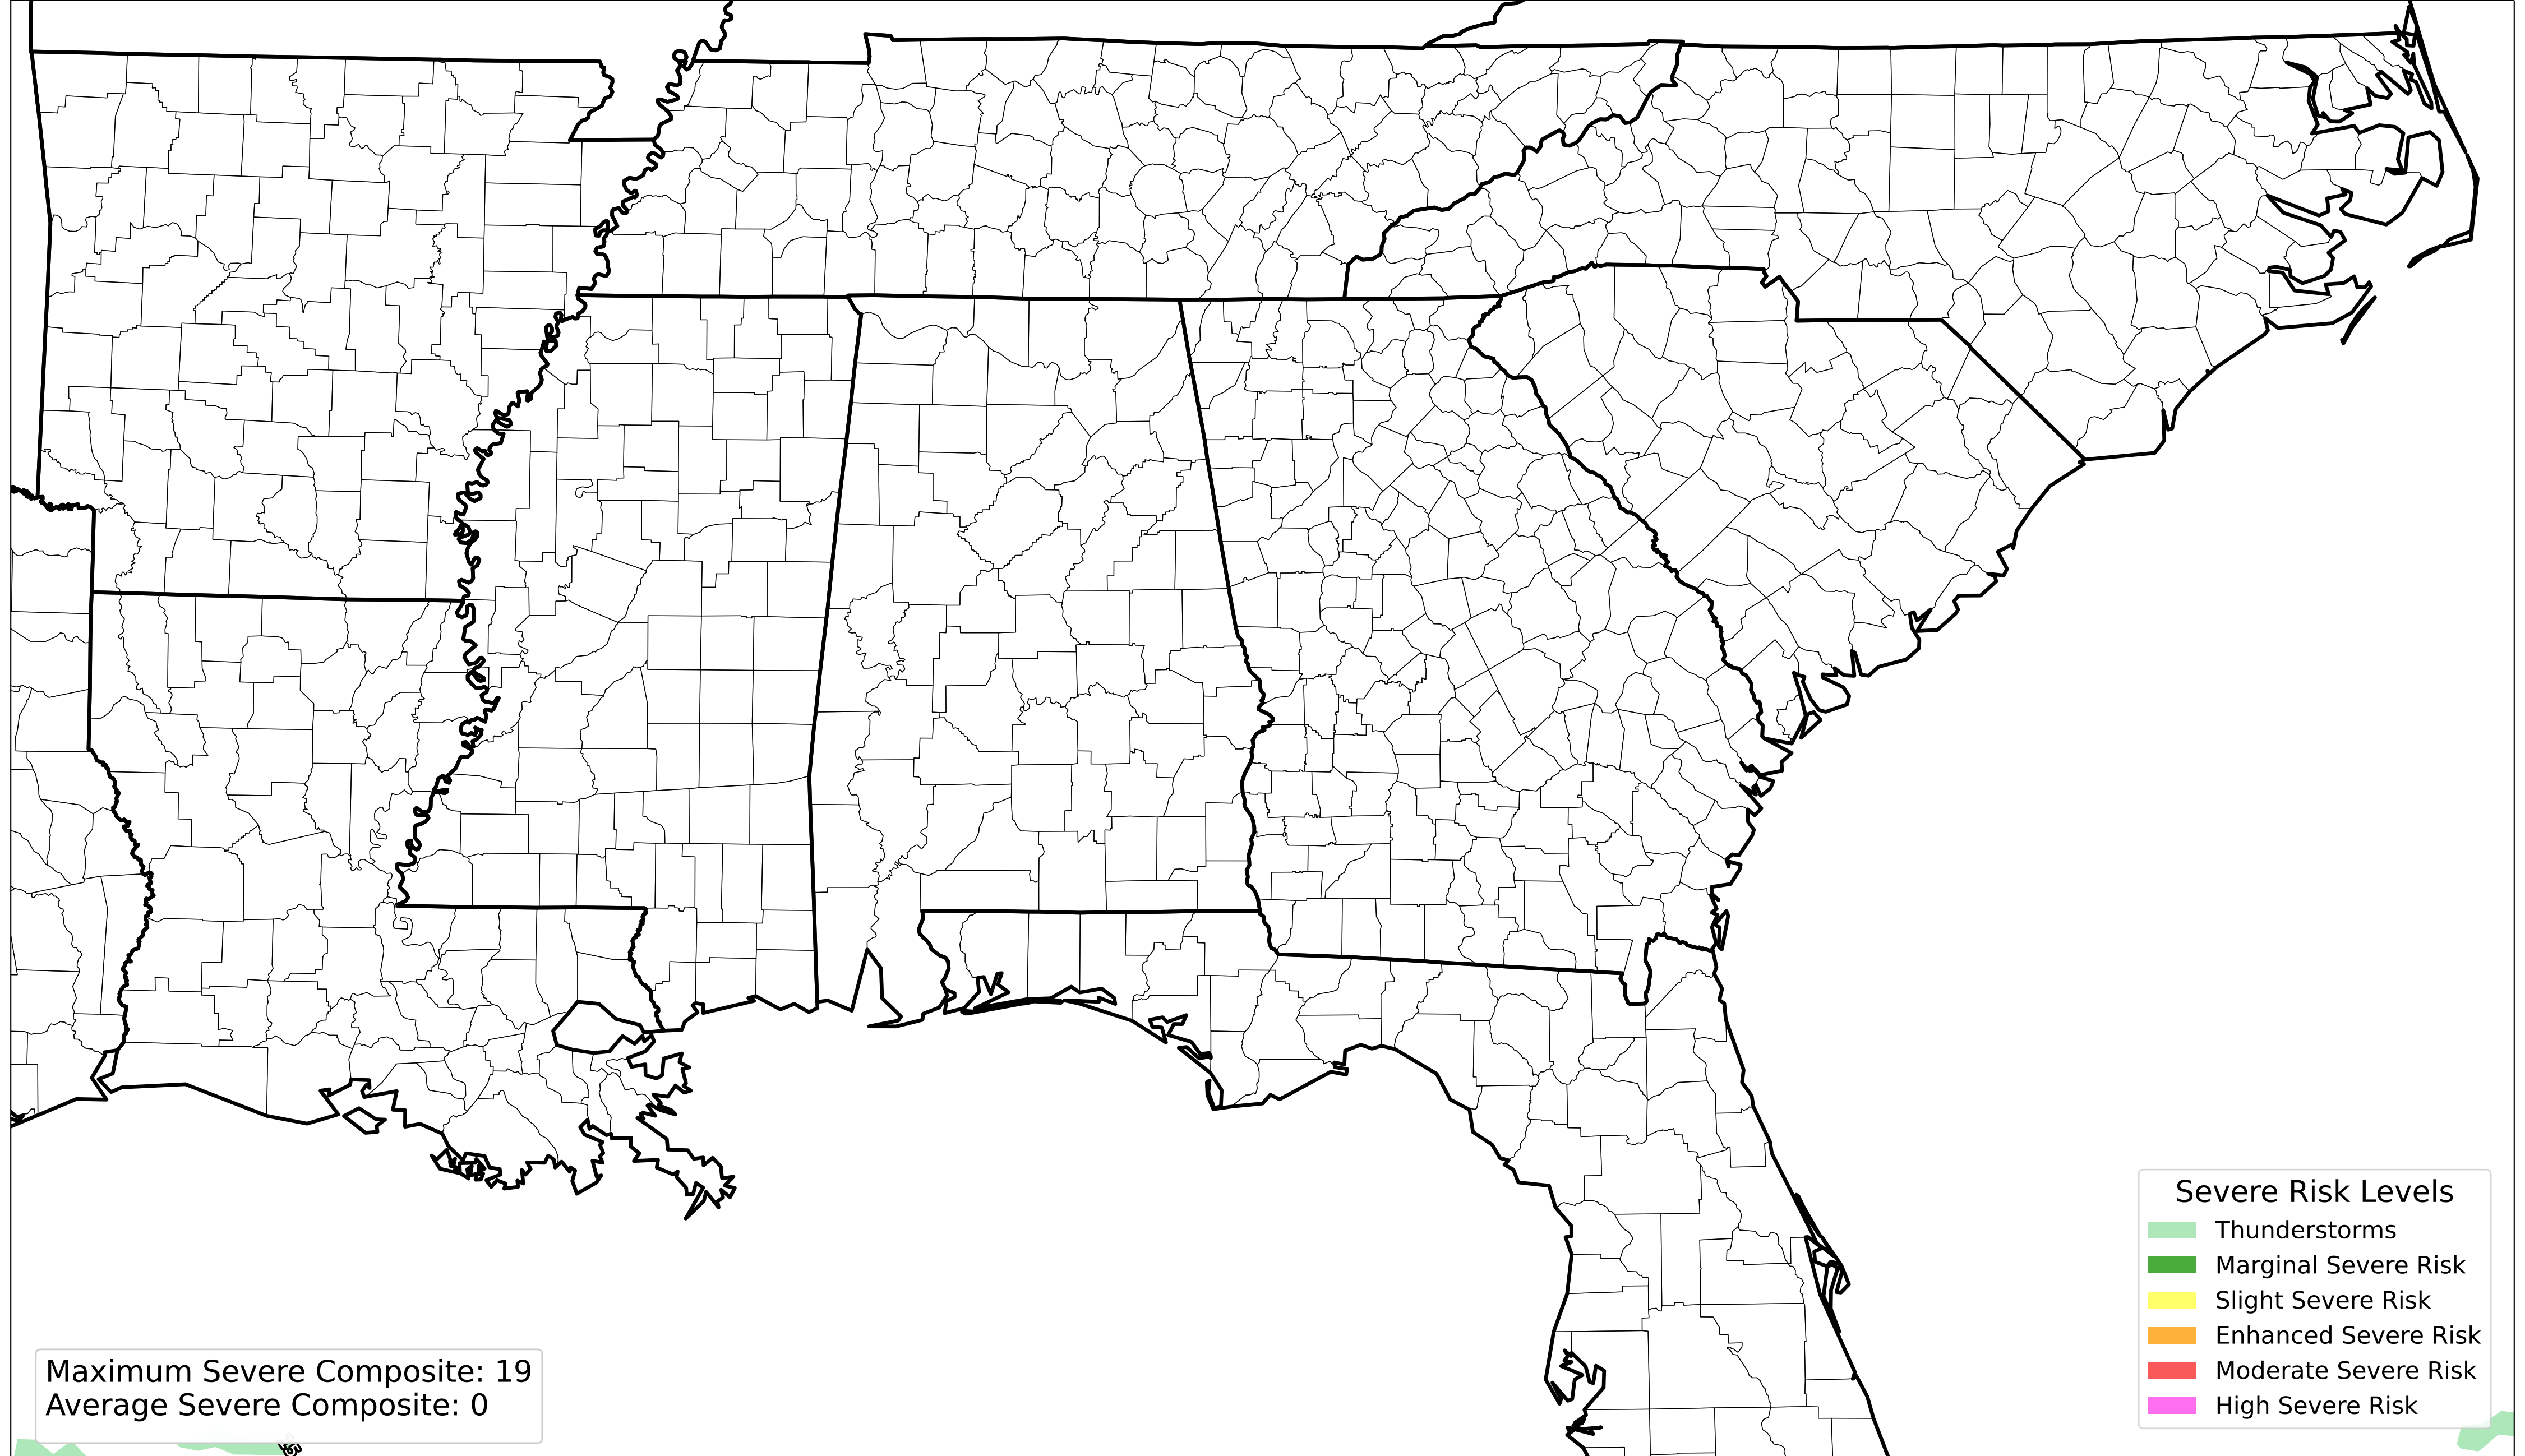 Maximum Severe Composite: 19
Average Severe Composite: 0
Severe Risk Levels
Thunderstorms
Marginal Severe Risk
Slight Severe Risk
Enhanced Severe Risk
Moderate Severe Risk
High Severe Risk